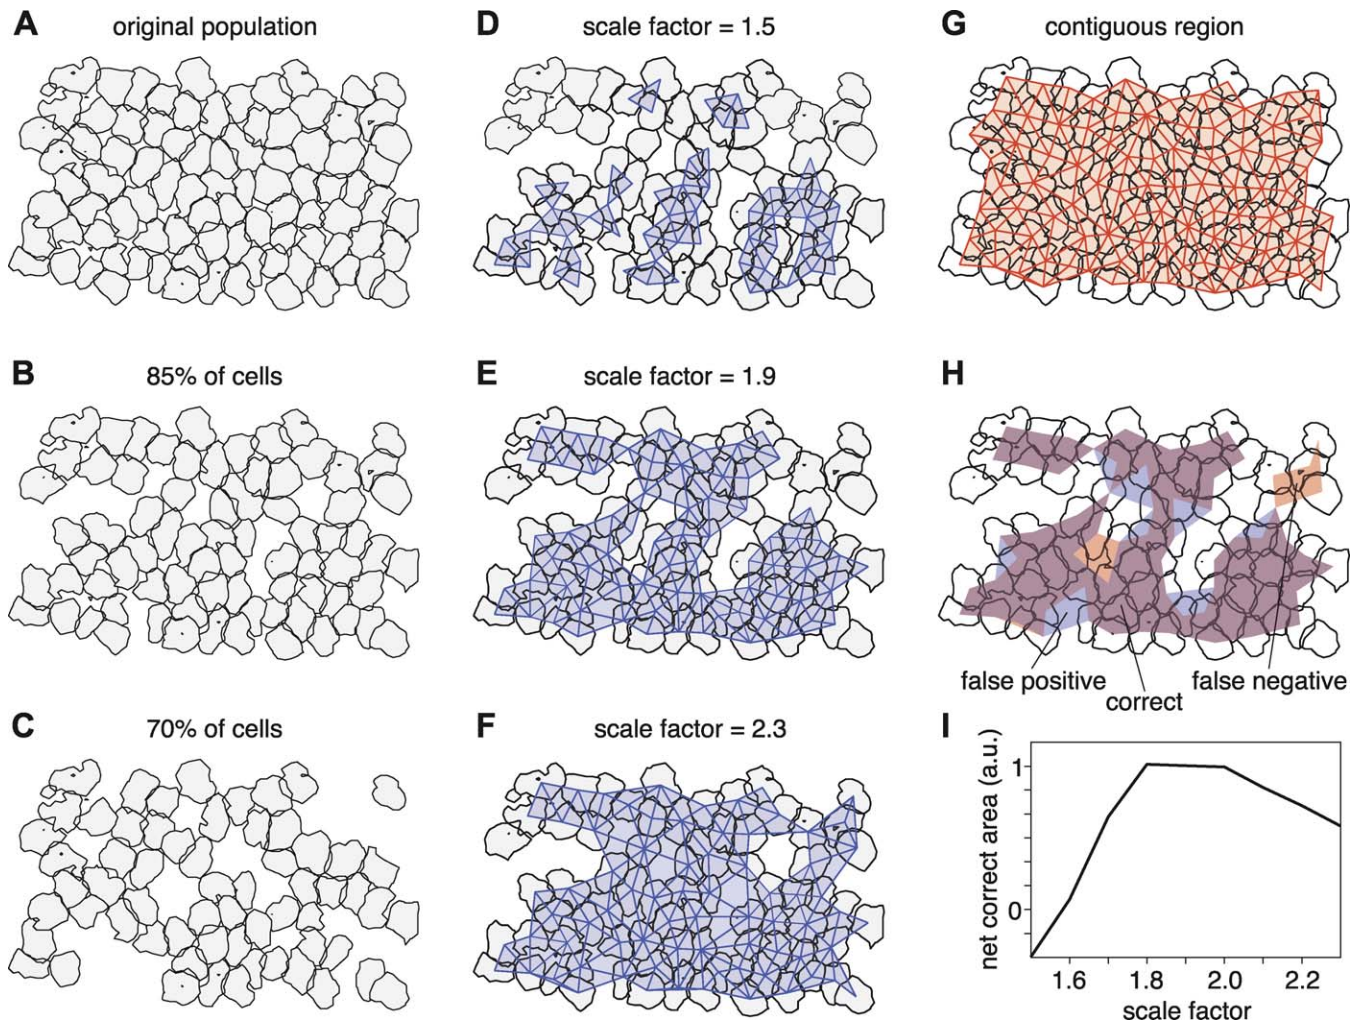 A original population
D scale factor = 1.5
G contiguous region
B 85% of cells
E scale factor = 1.9
H
false positive
correct
false negative
C 70% of cells
F scale factor = 2.3
I
net correct area (a.u.)
1
0
1.6 1.8 2.0 2.2
scale factor